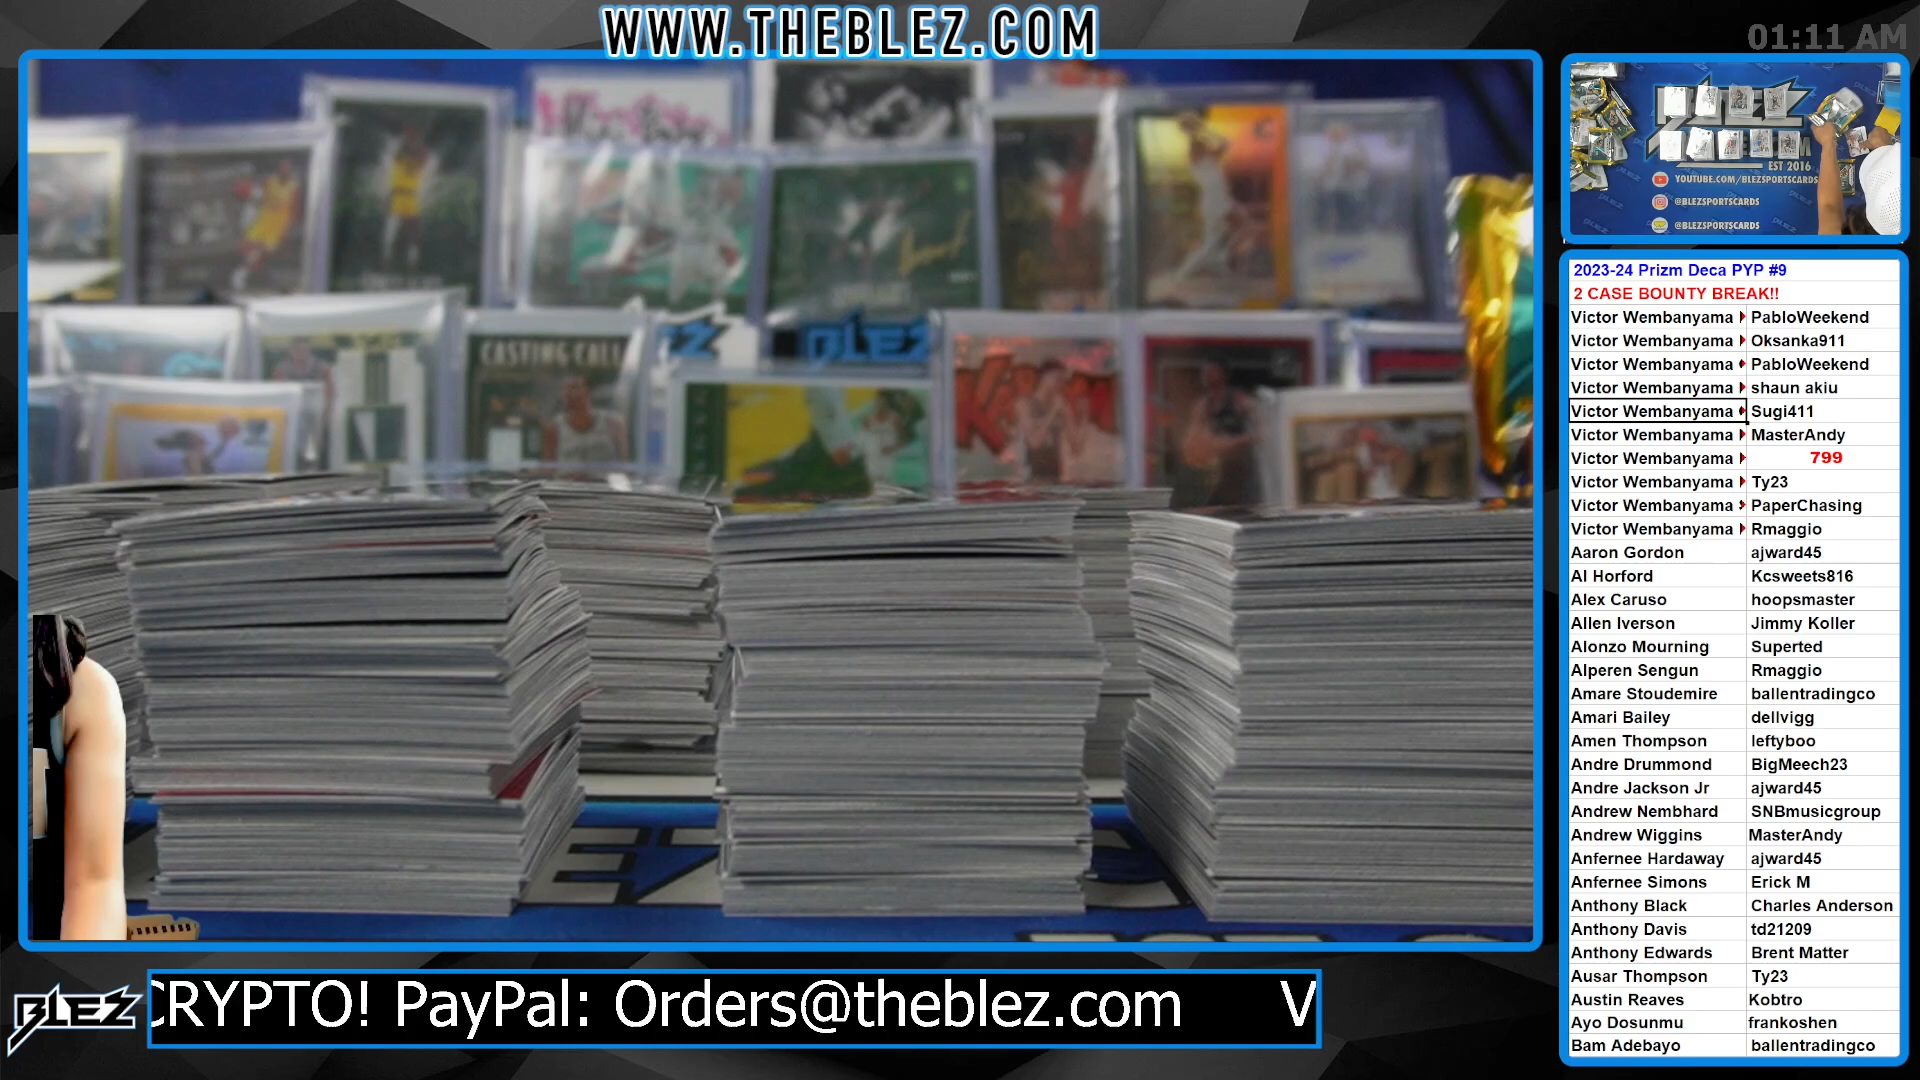 WWW.THEBLEZ.COM
01:11 AM
BLEZ
EST 2016
YOUTUBE.COM/BLEZSPORTSCARDS
@BLEZSPORTSCARDS
@BLEZSPORTSCARDS
CASTING CALL
BLEZ
2023-24 Prizm Deca PYP #9
2 CASE BOUNTY BREAK!!
Victor Wembanyama PabloWeekend
Victor Wembanyama Oksanka911
Victor Wembanyama PabloWeekend
Victor Wembanyama shaun akiu
Victor Wembanyama Sugi411
Victor Wembanyama MasterAndy
Victor Wembanyama 799
Victor Wembanyama Ty23
Victor Wembanyama PaperChasing
Victor Wembanyama Rmaggio
Aaron Gordon ajward45
Al Horford Kcsweets816
Alex Caruso hoopsmaster
Allen Iverson Jimmy Koller
Alonzo Mourning Superted
Alperen Sengun Rmaggio
Amare Stoudemire ballentradingco
Amari Bailey dellvigg
Amen Thompson leftyboo
Andre Drummond BigMeech23
Andre Jackson Jr ajward45
Andrew Nembhard SNBmusicgroup
Andrew Wiggins MasterAndy
Anfernee Hardaway ajward45
Anfernee Simons Erick M
Anthony Black Charles Anderson
Anthony Davis td21209
Anthony Edwards Brent Matter
Ausar Thompson Ty23
Austin Reaves Kobtro
Ayo Dosunmu frankoshen
Bam Adebayo ballentradingco
BLEZ
CRYPTO! PayPal: Orders@theblez.com V